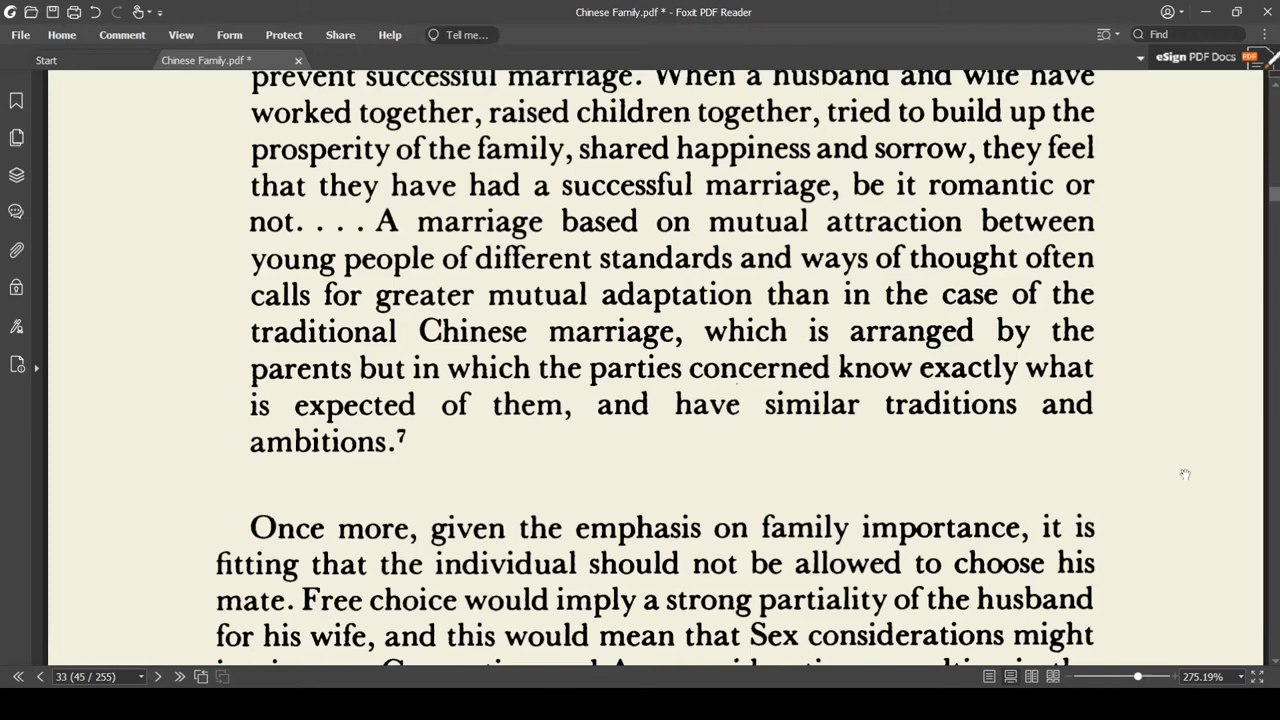 Chinese Family.pdf * - Foxit PDF Reader
File Home Comment View Form Protect Share Help Tell me... Find
Start Chinese Family.pdf * eSign PDF Docs
prevent successful marriage. When a husband and wife have
worked together, raised children together, tried to build up the
prosperity of the family, shared happiness and sorrow, they feel
that they have had a successful marriage, be it romantic or
not. . . . A marriage based on mutual attraction between
young people of different standards and ways of thought often
calls for greater mutual adaptation than in the case of the
traditional Chinese marriage, which is arranged by the
parents but in which the parties concerned know exactly what
is expected of them, and have similar traditions and
ambitions.⁷
Once more, given the emphasis on family importance, it is
fitting that the individual should not be allowed to choose his
mate. Free choice would imply a strong partiality of the husband
for his wife, and this would mean that Sex considerations might
33 (45 / 255) 275.19%